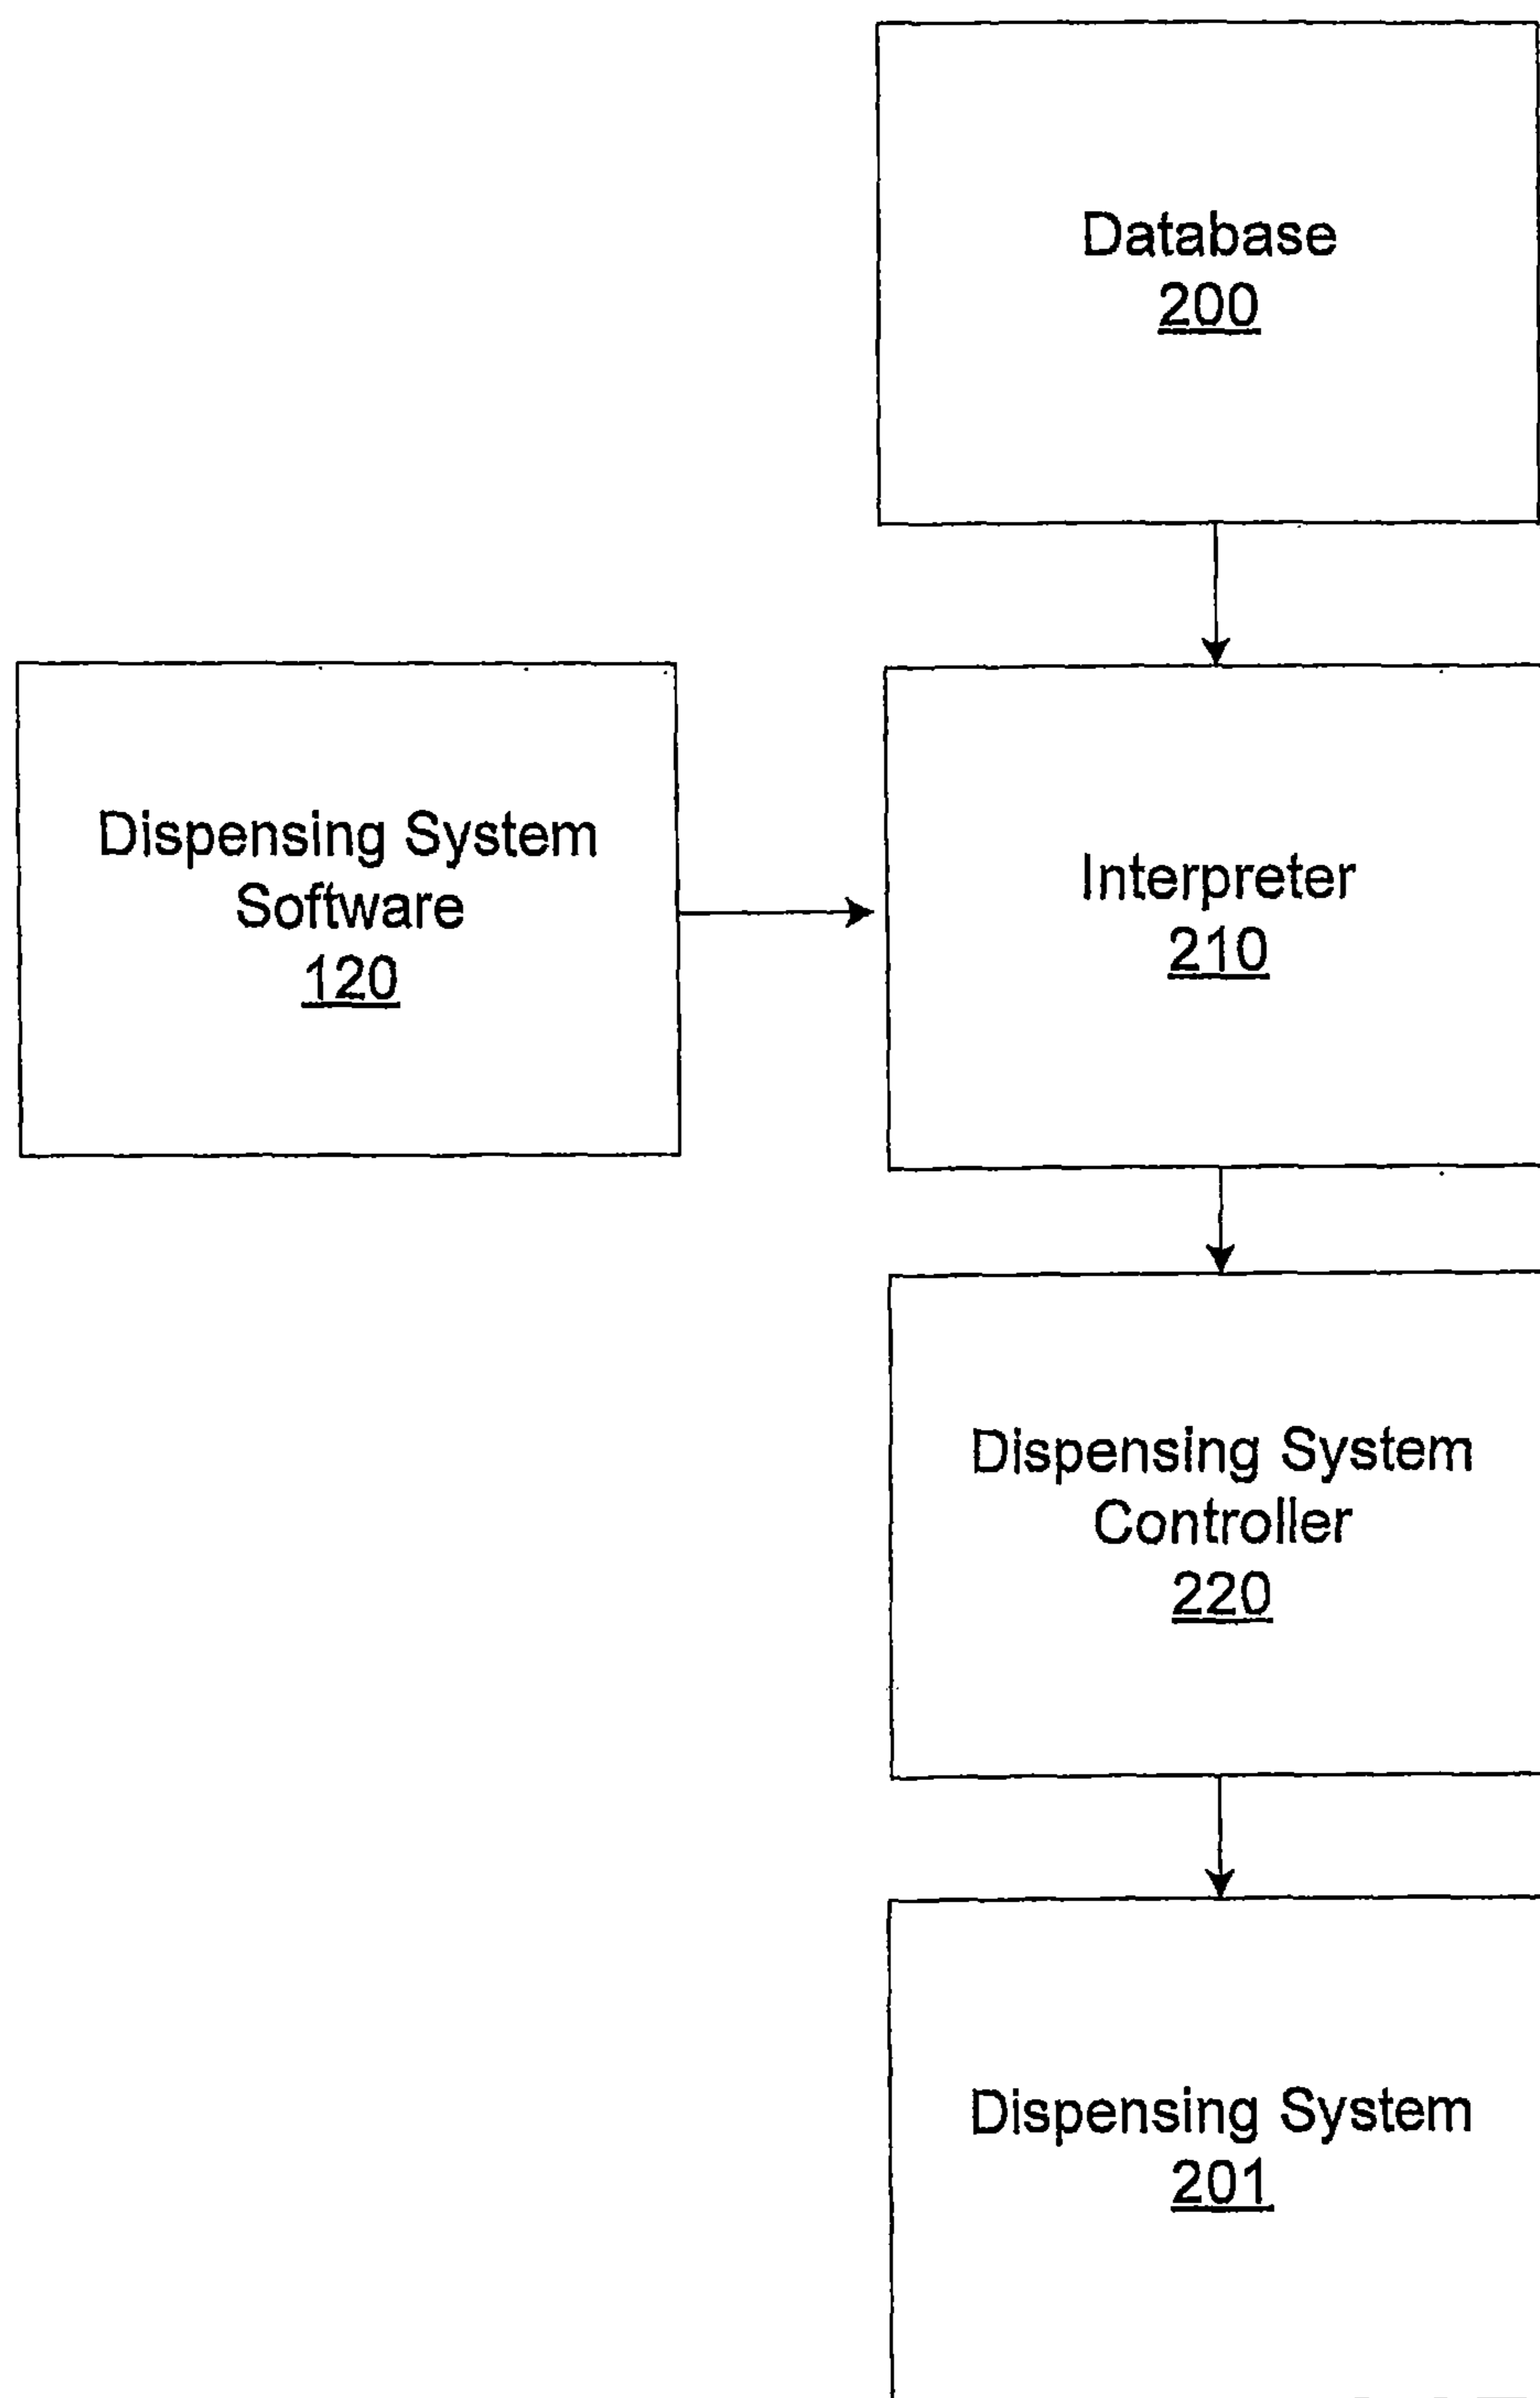 Database
200
Dispensing System
Software
120
Interpreter
210
Dispensing System
Controller
220
Dispensing System
201